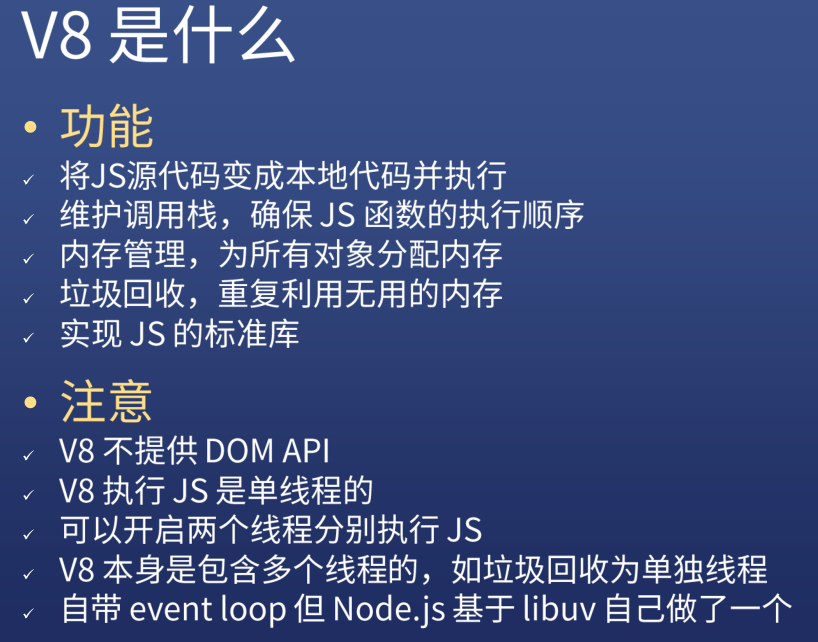 V8 是什么
• 功能
✓ 将JS源代码变成本地代码并执行
✓ 维护调用栈，确保 JS 函数的执行顺序
✓ 内存管理，为所有对象分配内存
✓ 垃圾回收，重复利用无用的内存
✓ 实现 JS 的标准库
• 注意
✓ V8 不提供 DOM API
✓ V8 执行 JS 是单线程的
✓ 可以开启两个线程分别执行 JS
✓ V8 本身是包含多个线程的，如垃圾回收为单独线程
✓ 自带 event loop 但 Node.js 基于 libuv 自己做了一个